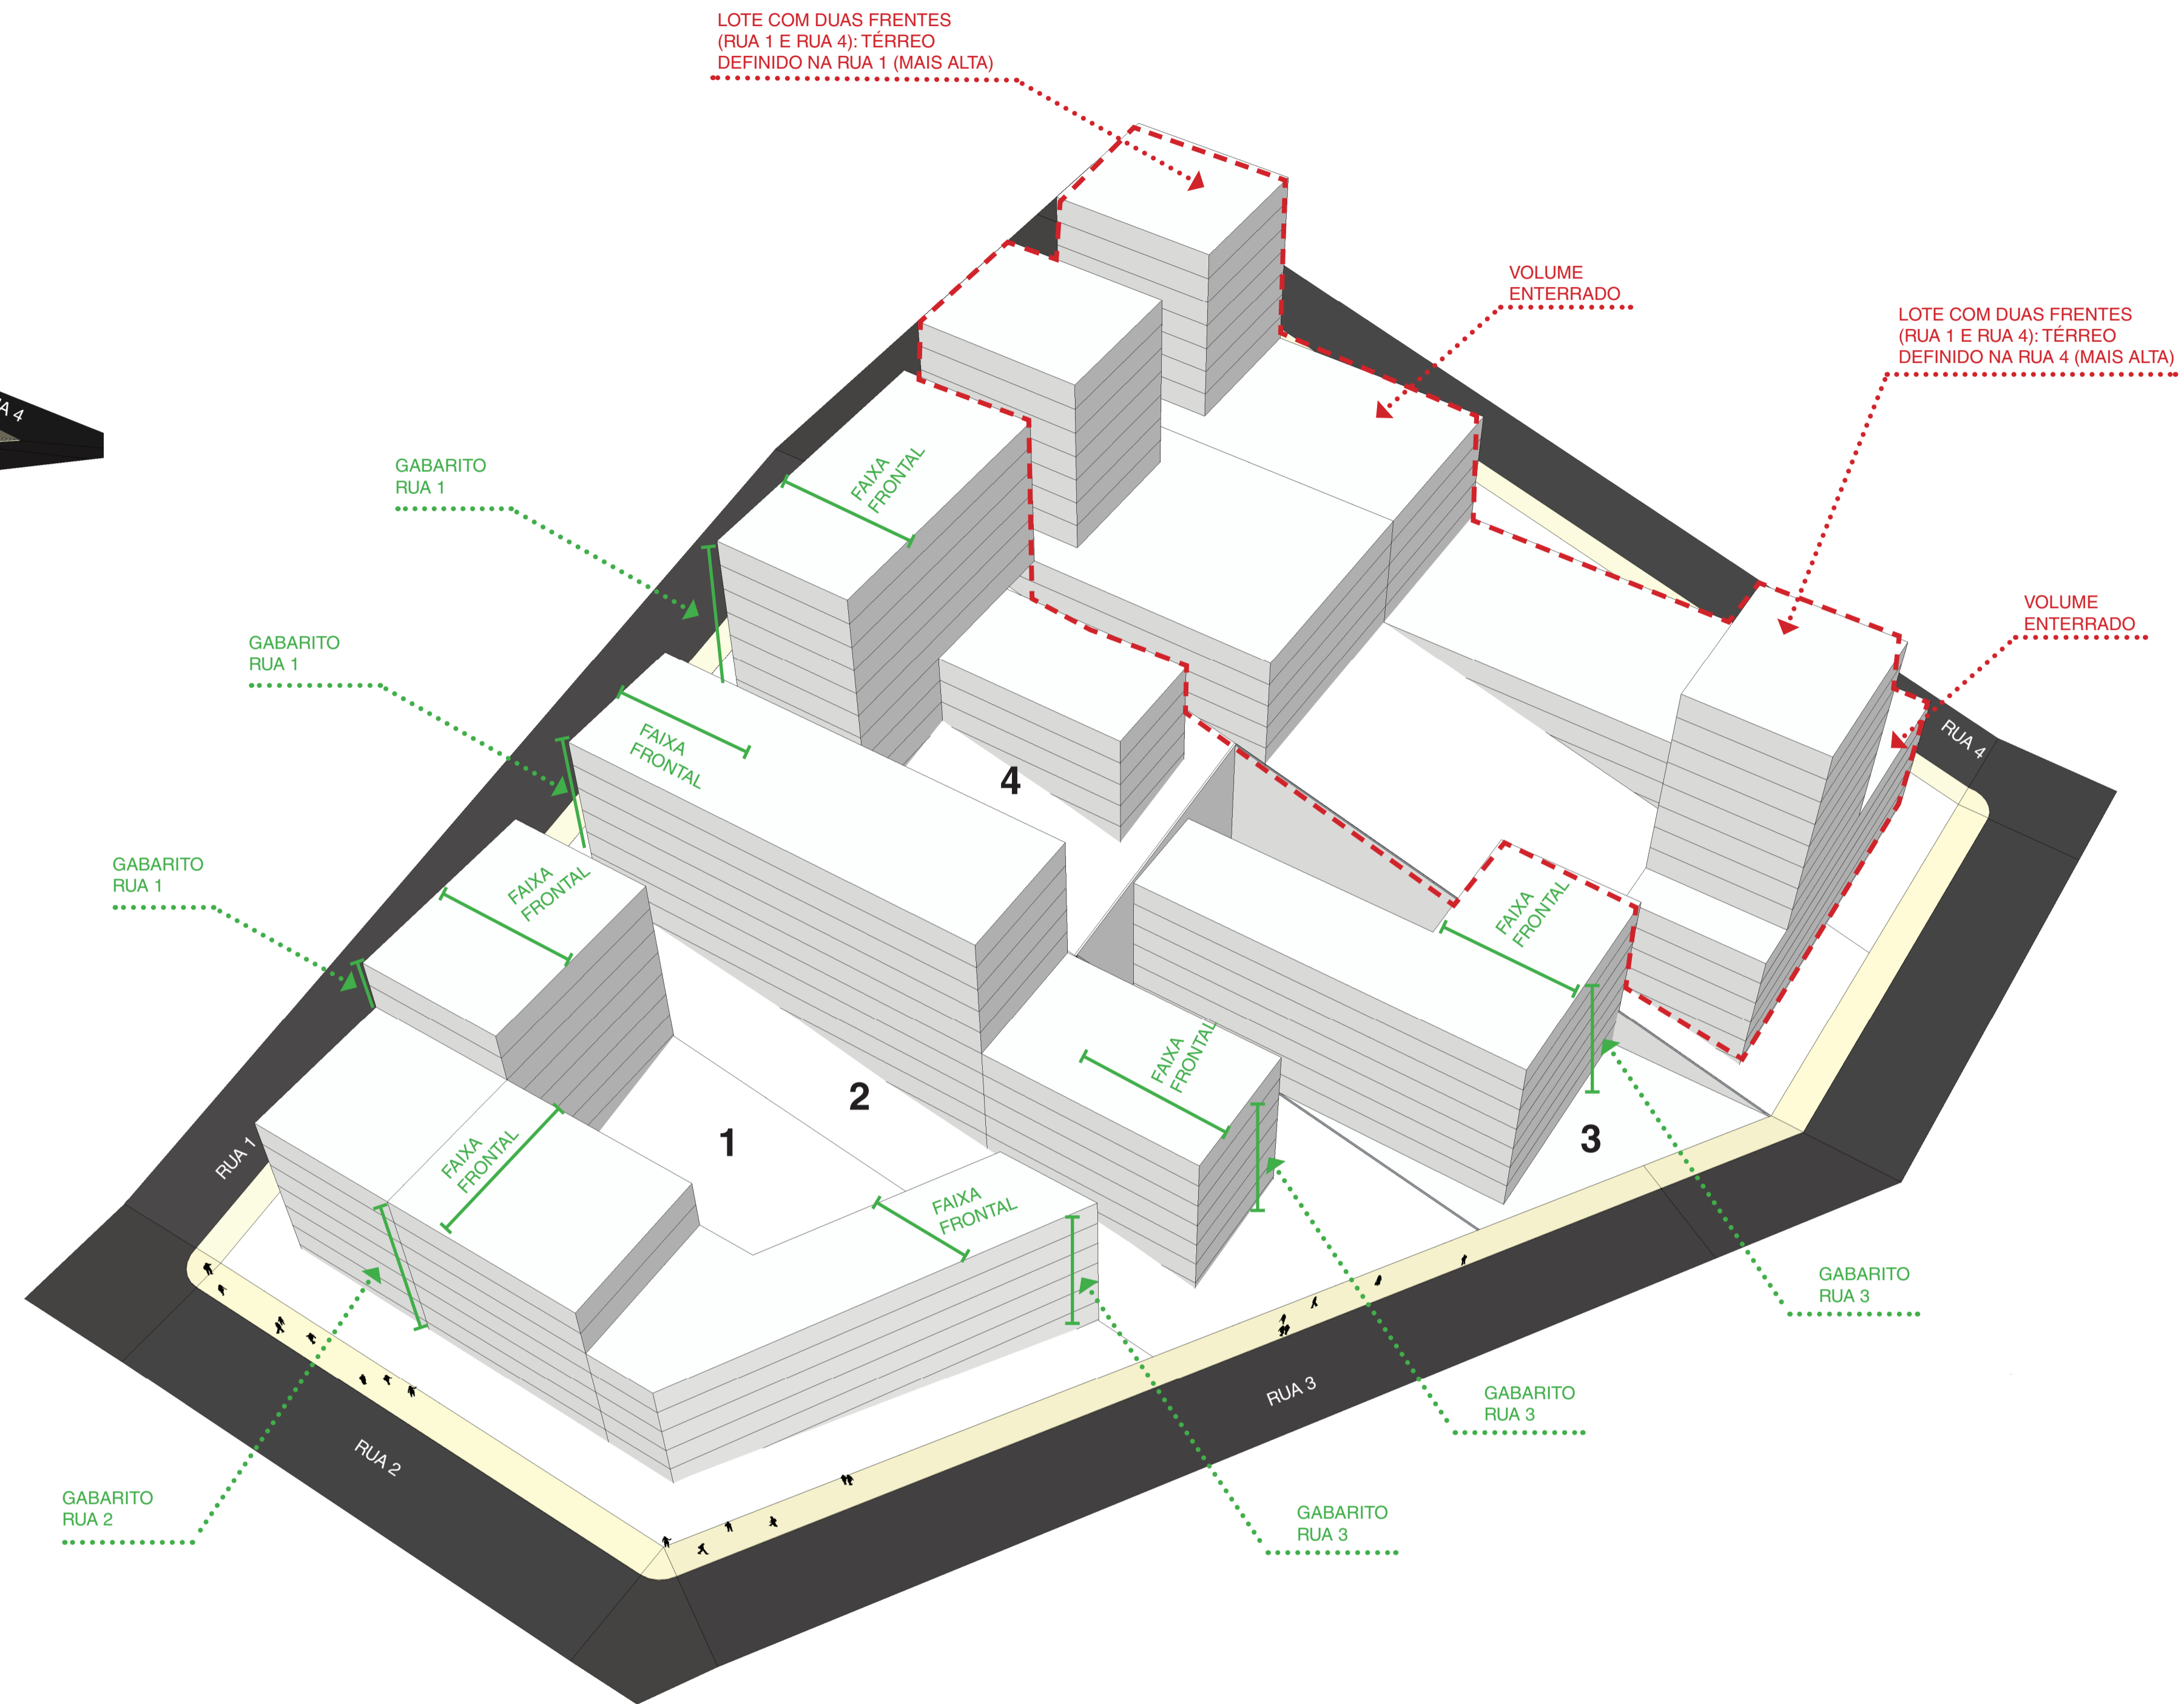 LOTE COM DUAS FRENTES
(RUA 1 E RUA 4): TÉRREO
DEFINIDO NA RUA 1 (MAIS ALTA)
VOLUME
ENTERRADO
LOTE COM DUAS FRENTES
(RUA 1 E RUA 4): TÉRREO
DEFINIDO NA RUA 4 (MAIS ALTA)
A 4
GABARITO
RUA 1
FAIXA
FRONTAL
VOLUME
ENTERRADO
GABARITO
RUA 1
FAIXA
FRONTAL
RUA 4
4
GABARITO
RUA 1
FAIXA
FRONTAL
FAIXA
FRONTAL
FAIXA
FRONTAL
2
1
3
RUA 1
FAIXA
FRONTAL
FAIXA
FRONTAL
GABARITO
RUA 3
RUA 3
GABARITO
RUA 3
RUA 2
GABARITO
RUA 2
GABARITO
RUA 3